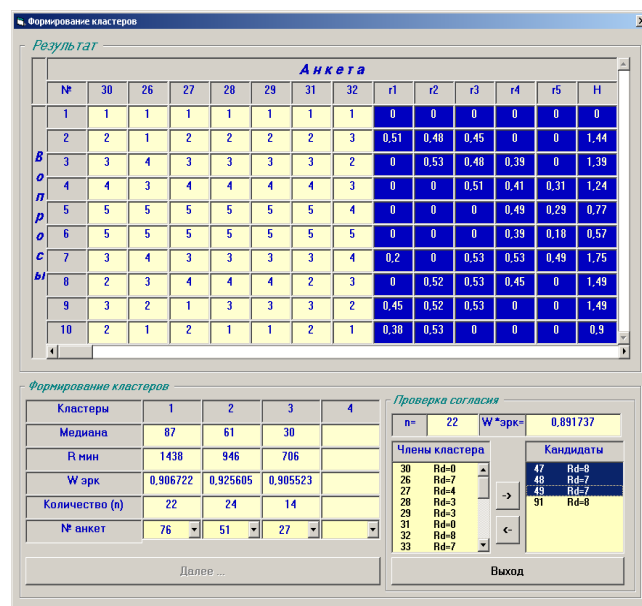 Формирование кластеров
Результат
Анкета
№ 30 26 27 28 29 31 32 r1 r2 r3 r4 r5 H
Вопросы
1 1 1 1 1 1 1 1 0 0 0 0 0 0
2 2 1 2 2 2 2 3 0,51 0,48 0,45 0 0 1,44
3 3 4 3 3 3 3 2 0 0,53 0,48 0,39 0 1,39
4 4 3 4 4 4 4 3 0 0 0,51 0,41 0,31 1,24
5 5 5 5 5 5 5 4 0 0 0 0,49 0,29 0,77
6 5 5 5 5 5 5 5 0 0 0 0,39 0,18 0,57
7 3 4 3 3 3 3 4 0,2 0 0,53 0,53 0,49 1,75
8 2 3 4 4 4 2 3 0 0,52 0,53 0,45 0 1,49
9 3 2 1 3 3 3 2 0,45 0,52 0,53 0 0 1,49
10 2 1 2 1 1 2 1 0,38 0,53 0 0 0 0,9
Формирование кластеров
Кластеры 1 2 3 4
Медиана 87 61 30
R мин 1438 946 706
W эрк 0,906722 0,925605 0,905523
Количество (n) 22 24 14
№ анкет 76 51 27
Далее ...
Проверка согласия
n= 22 W*эрк= 0,891737
Члены кластера
30 Rd=0
26 Rd=7
27 Rd=4
28 Rd=3
29 Rd=3
31 Rd=0
32 Rd=8
33 Rd=7
->
<-
Кандидаты
47 Rd=8
48 Rd=7
49 Rd=7
91 Rd=8
Выход